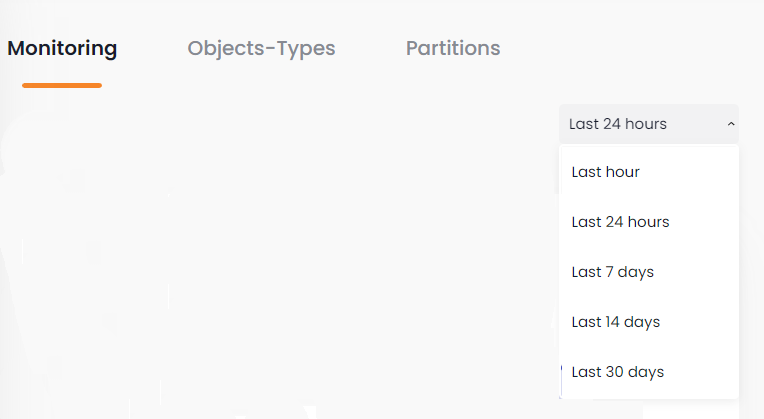 Monitoring Objects-Types Partitions
Last 24 hours
Last hour
Last 24 hours
Last 7 days
Last 14 days
Last 30 days